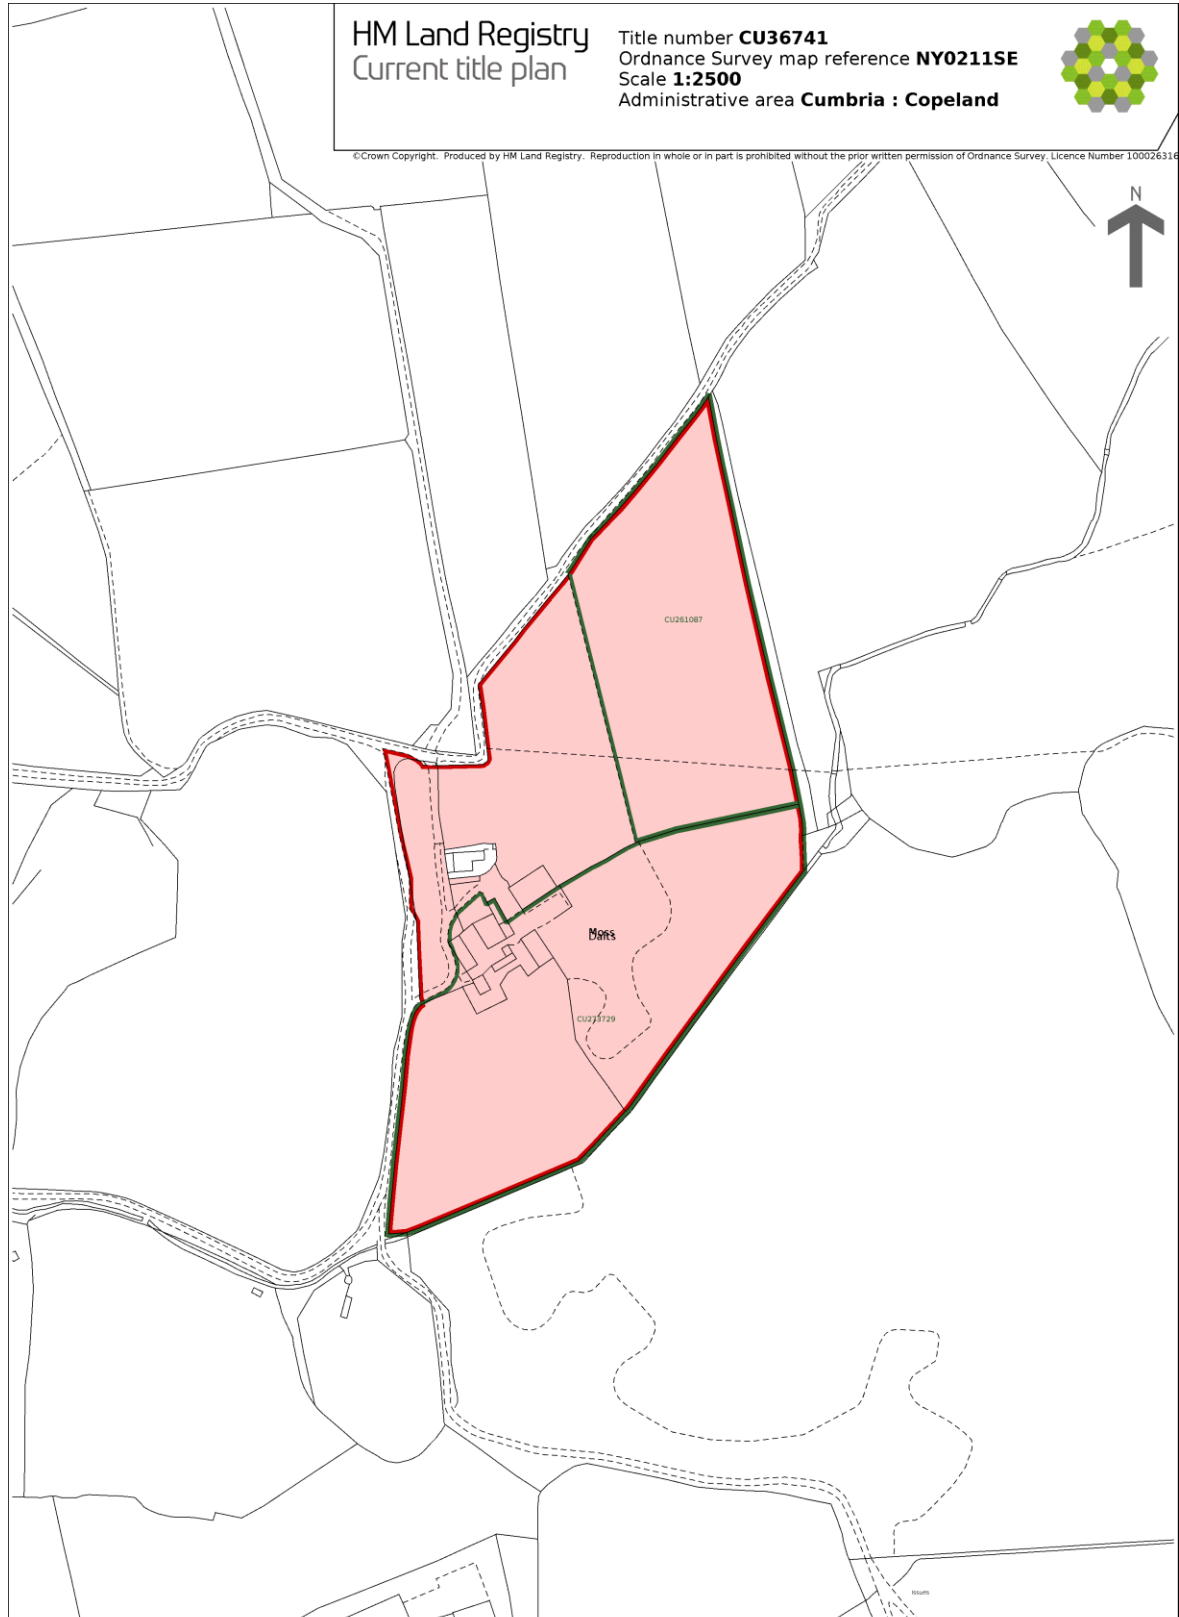 HM Land Registry
Current title plan
Title number CU36741
Ordnance Survey map reference NY0211SE
Scale 1:2500
Administrative area Cumbria : Copeland
©Crown Copyright. Produced by HM Land Registry. Reproduction in whole or in part is prohibited without the prior written permission of Ordnance Survey. Licence Number 100026316
N
CU261087
Moss
Dalts
CU273729
Issues